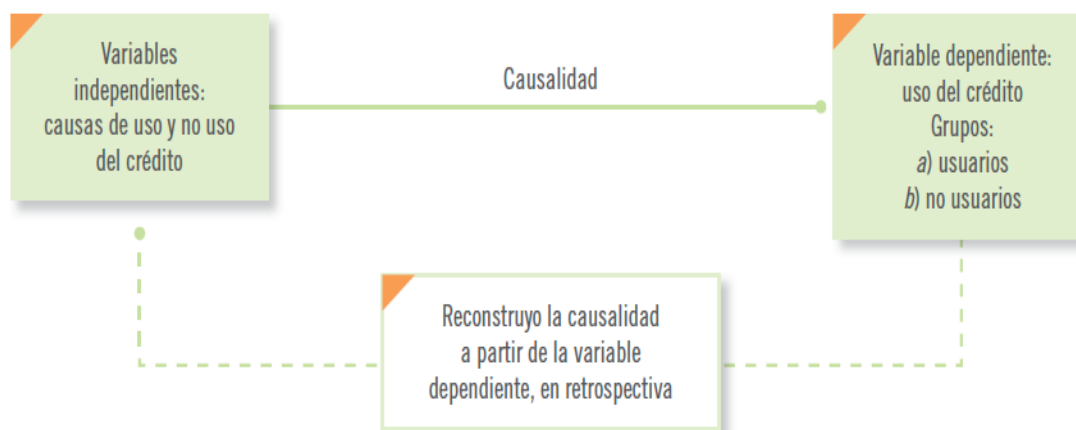 Variables
independientes:
causas de uso y no uso
del crédito
Causalidad
Variable dependiente:
uso del crédito
Grupos:
a) usuarios
b) no usuarios
Reconstruyo la causalidad
a partir de la variable
dependiente, en retrospectiva